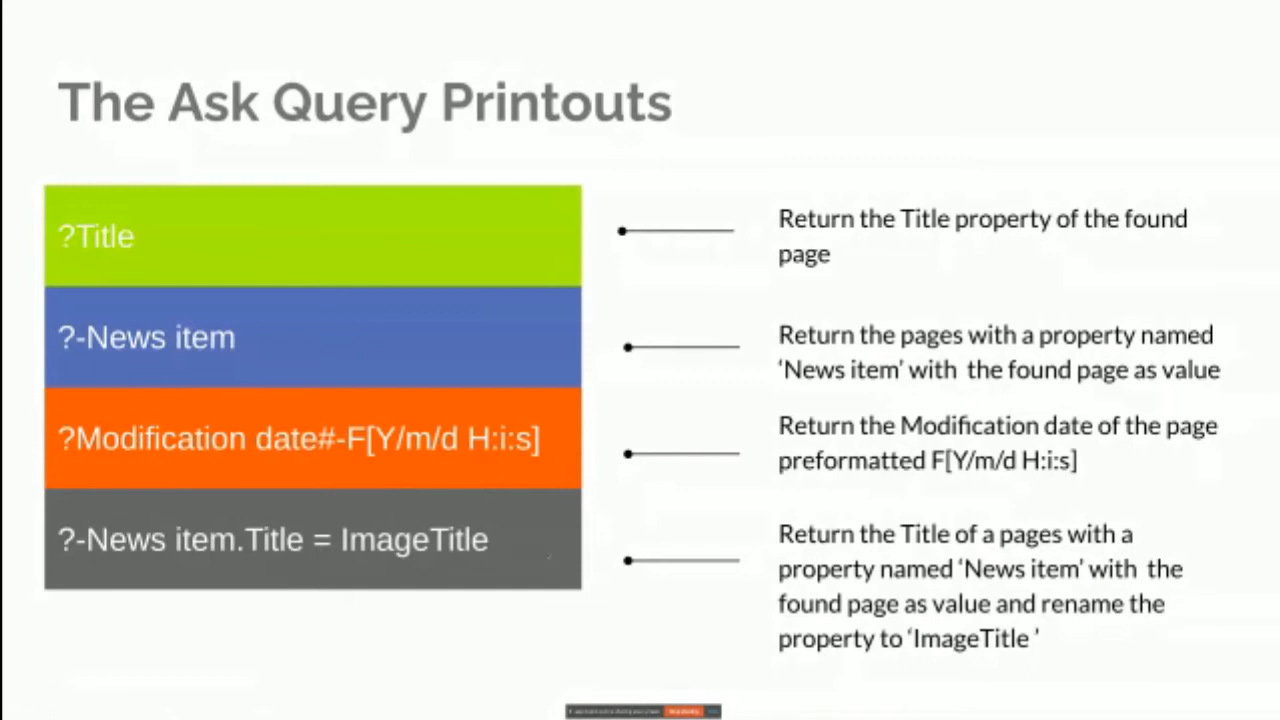 The Ask Query Printouts
?Title
Return the Title property of the found
page
?-News item
Return the pages with a property named
‘News item’ with the found page as value
?Modification date#-F[Y/m/d H:i:s]
Return the Modification date of the page
preformatted F[Y/m/d H:i:s]
?-News item.Title = ImageTitle
Return the Title of a pages with a
property named ‘News item’ with the
found page as value and rename the
property to ‘ImageTitle ’